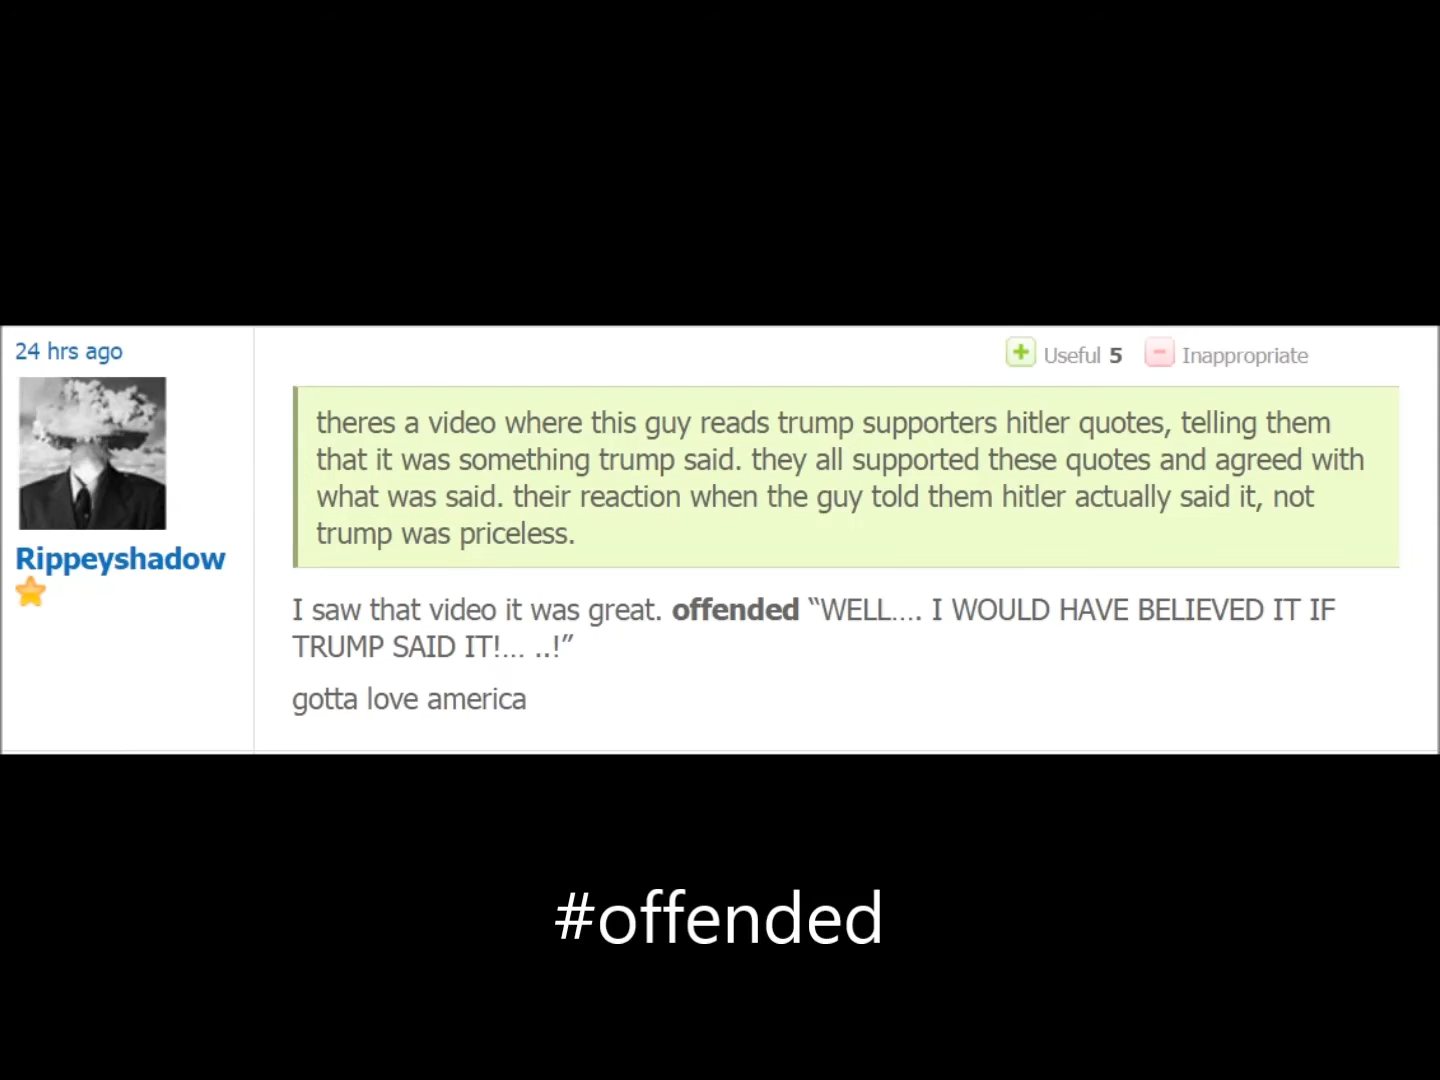 24 hrs ago
Useful 5 Inappropriate
theres a video where this guy reads trump supporters hitler quotes, telling them
that it was something trump said. they all supported these quotes and agreed with
what was said. their reaction when the guy told them hitler actually said it, not
trump was priceless.
Rippeyshadow
I saw that video it was great. offended “WELL…. I WOULD HAVE BELIEVED IT IF
TRUMP SAID IT!… ..!”
gotta love america
#offended